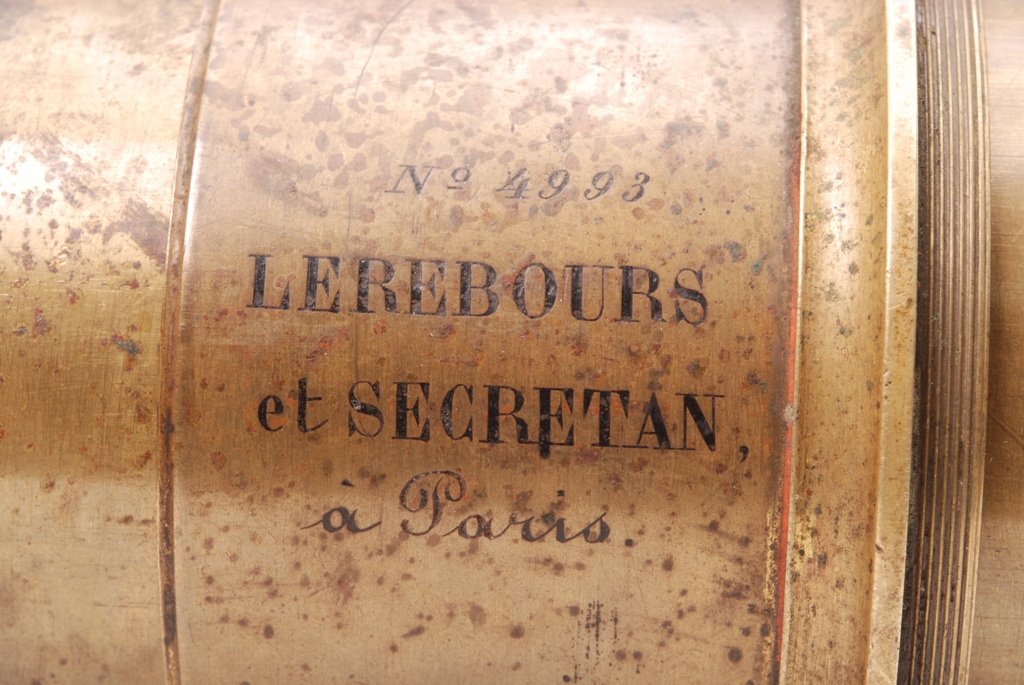 Nº 4993
LEREBOURS
et SECRETAN,
à Paris.